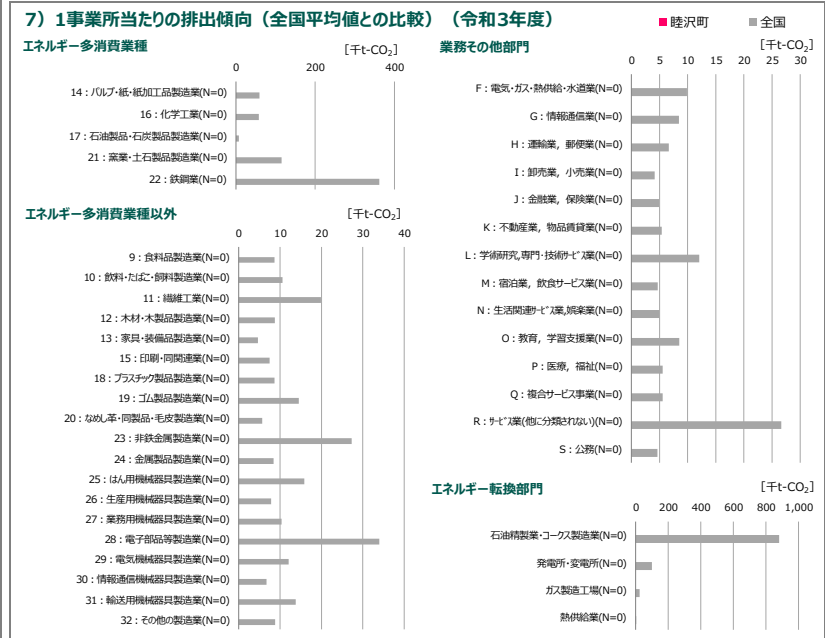 7）1事業所当たりの排出傾向（全国平均値との比較）（令和3年度）
■睦沢町 ■全国
エネルギー多消費業種
[千t-CO₂]
0 200 400
14：パルプ・紙・紙加工品製造業(N=0)
16：化学工業(N=0)
17：石油製品・石炭製品製造業(N=0)
21：窯業・土石製品製造業(N=0)
22：鉄鋼業(N=0)
エネルギー多消費業種以外
[千t-CO₂]
0 10 20 30 40
9：食料品製造業(N=0)
10：飲料・たばこ・飼料製造業(N=0)
11：繊維工業(N=0)
12：木材・木製品製造業(N=0)
13：家具・装備品製造業(N=0)
15：印刷・同関連業(N=0)
18：プラスチック製品製造業(N=0)
19：ゴム製品製造業(N=0)
20：なめし革・同製品・毛皮製造業(N=0)
23：非鉄金属製造業(N=0)
24：金属製品製造業(N=0)
25：はん用機械器具製造業(N=0)
26：生産用機械器具製造業(N=0)
27：業務用機械器具製造業(N=0)
28：電子部品等製造業(N=0)
29：電気機械器具製造業(N=0)
30：情報通信機械器具製造業(N=0)
31：輸送用機械器具製造業(N=0)
32：その他の製造業(N=0)
業務その他部門
[千t-CO₂]
0 5 10 15 20 25 30
F：電気・ガス・熱供給・水道業(N=0)
G：情報通信業(N=0)
H：運輸業，郵便業(N=0)
I：卸売業，小売業(N=0)
J：金融業，保険業(N=0)
K：不動産業，物品賃貸業(N=0)
L：学術研究,専門・技術ｻｰﾋﾞｽ業(N=0)
M：宿泊業，飲食サービス業(N=0)
N：生活関連ｻｰﾋﾞｽ業,娯楽業(N=0)
O：教育，学習支援業(N=0)
P：医療，福祉(N=0)
Q：複合サービス事業(N=0)
R：ｻｰﾋﾞｽ業(他に分類されない)(N=0)
S：公務(N=0)
エネルギー転換部門
[千t-CO₂]
0 200 400 600 800 1,000
石油精製業・コークス製造業(N=0)
発電所・変電所(N=0)
ガス製造工場(N=0)
熱供給業(N=0)